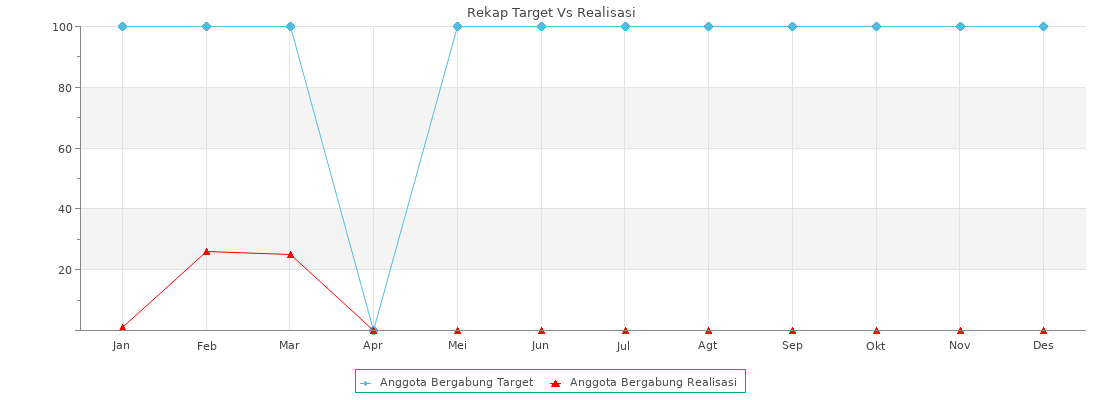 Rekap Target Vs Realisasi
100
80
60
40
20
Jan Feb Mar Apr Mei Jun Jul Agt Sep Okt Nov Des
Anggota Bergabung Target Anggota Bergabung Realisasi